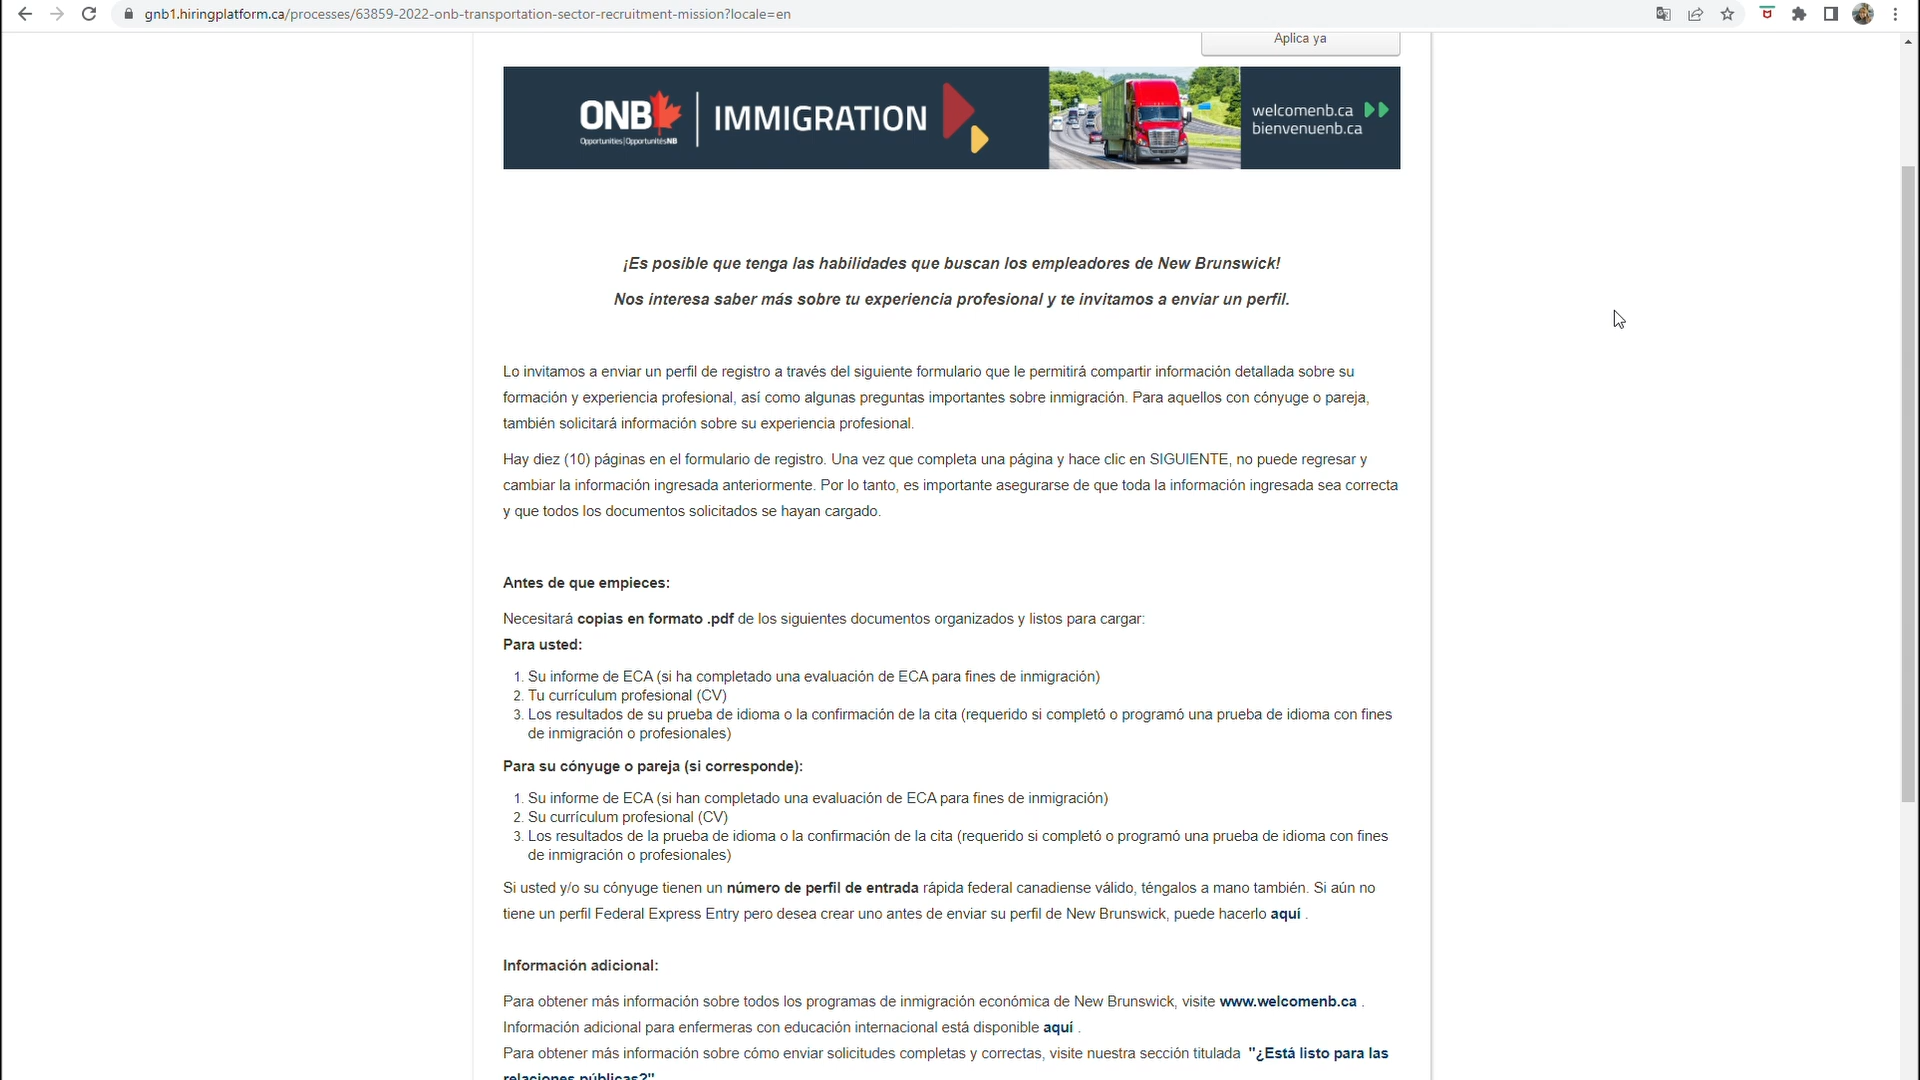 gnb1.hiringplatform.ca/processes/63859-2022-onb-transportation-sector-recruitment-mission?locale=en
Aplica ya
ONB | IMMIGRATION
Opportunities|OpportunitésNB
welcomenb.ca
bienvenuenb.ca
¡Es posible que tenga las habilidades que buscan los empleadores de New Brunswick!
Nos interesa saber más sobre tu experiencia profesional y te invitamos a enviar un perfil.
Lo invitamos a enviar un perfil de registro a través del siguiente formulario que le permitirá compartir información detallada sobre su
formación y experiencia profesional, así como algunas preguntas importantes sobre inmigración. Para aquellos con cónyuge o pareja,
también solicitará información sobre su experiencia profesional.
Hay diez (10) páginas en el formulario de registro. Una vez que completa una página y hace clic en SIGUIENTE, no puede regresar y
cambiar la información ingresada anteriormente. Por lo tanto, es importante asegurarse de que toda la información ingresada sea correcta
y que todos los documentos solicitados se hayan cargado.
Antes de que empieces:
Necesitará copias en formato .pdf de los siguientes documentos organizados y listos para cargar:
Para usted:
1. Su informe de ECA (si ha completado una evaluación de ECA para fines de inmigración)
2. Tu currículum profesional (CV)
3. Los resultados de su prueba de idioma o la confirmación de la cita (requerido si completó o programó una prueba de idioma con fines
de inmigración o profesionales)
Para su cónyuge o pareja (si corresponde):
1. Su informe de ECA (si han completado una evaluación de ECA para fines de inmigración)
2. Su currículum profesional (CV)
3. Los resultados de la prueba de idioma o la confirmación de la cita (requerido si completó o programó una prueba de idioma con fines
de inmigración o profesionales)
Si usted y/o su cónyuge tienen un número de perfil de entrada rápida federal canadiense válido, téngalos a mano también. Si aún no
tiene un perfil Federal Express Entry pero desea crear uno antes de enviar su perfil de New Brunswick, puede hacerlo aquí .
Información adicional:
Para obtener más información sobre todos los programas de inmigración económica de New Brunswick, visite www.welcomenb.ca .
Información adicional para enfermeras con educación internacional está disponible aquí .
Para obtener más información sobre cómo enviar solicitudes completas y correctas, visite nuestra sección titulada "¿Está listo para las
relaciones públicas?"